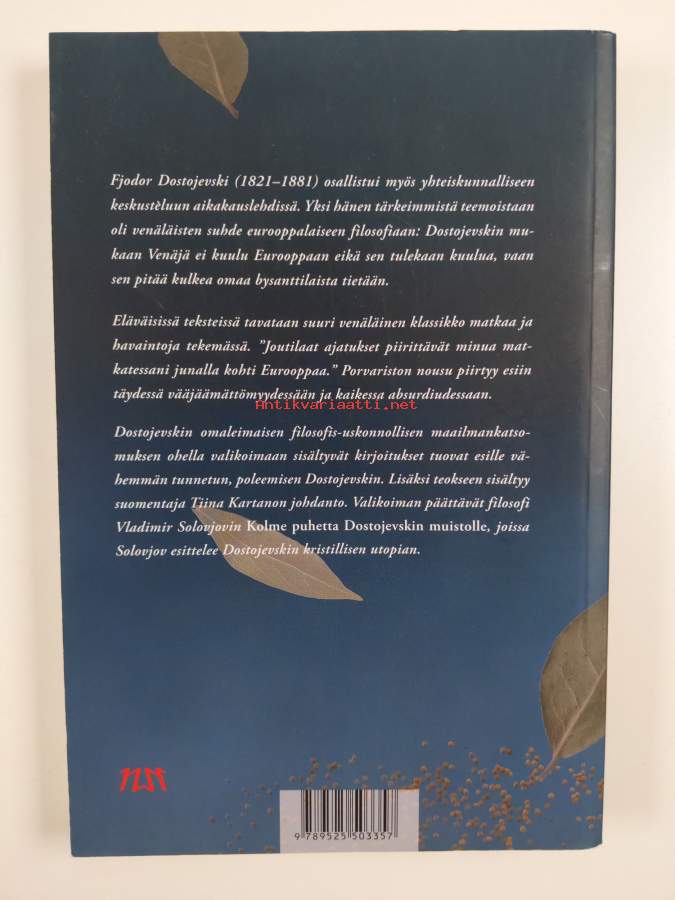 Fjodor Dostojevski (1821–1881) osallistui myös yhteiskunnalliseen
keskusteluun aikakauslehdissä. Yksi hänen tärkeimmistä teemoistaan
oli venäläisten suhde eurooppalaiseen filosofiaan: Dostojevskin mu-
kaan Venäjä ei kuulu Eurooppaan eikä sen tulekaan kuulua, vaan
sen pitää kulkea omaa bysanttilaista tietään.
Eläväisissä teksteissä tavataan suuri venäläinen klassikko matkaa ja
havaintoja tekemässä. ”Joutilaat ajatukset piirittävät minua mat-
katessani junalla kohti Eurooppaa.” Porvariston nousu piirtyy esiin
täydessä vääjäämättömyydessään ja kaikessa absurdiudessaan.
Antikvariaatti.net
Dostojevskin omaleimaisen filosofis-uskonnollisen maailmankatso-
muksen ohella valikoimaan sisältyvät kirjoitukset tuovat esille vä-
hemmän tunnetun, poleemisen Dostojevskin. Lisäksi teokseen sisältyy
suomentaja Tiina Kartanon johdanto. Valikoiman päättävät filosofi
Vladimir Solovjovin Kolme puhetta Dostojevskin muistolle, joissa
Solovjov esittelee Dostojevskin kristillisen utopian.
9 789525 503357